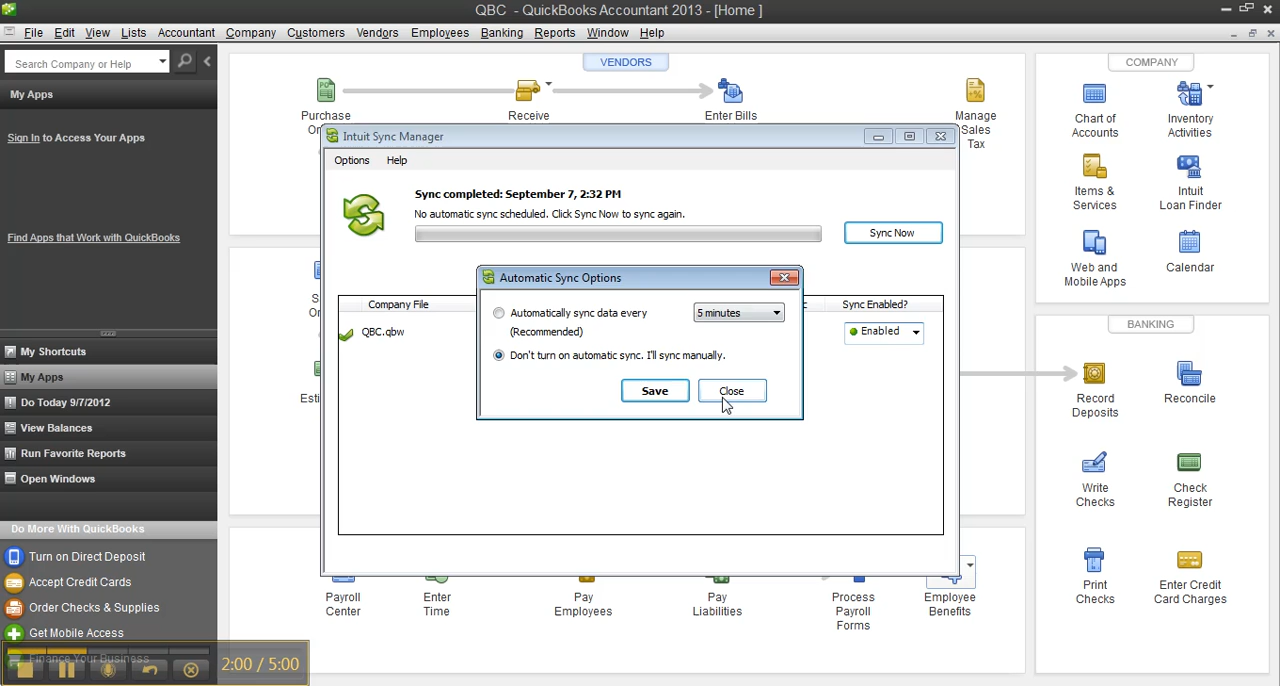 QBC - QuickBooks Accountant 2013 - [Home ]
File Edit View Lists Accountant Company Customers Vendors Employees Banking Reports Window Help
Search Company or Help
My Apps
Sign In to Access Your Apps
Find Apps that Work with QuickBooks
My Shortcuts
My Apps
Do Today 9/7/2012
View Balances
Run Favorite Reports
Open Windows
Do More With QuickBooks
Turn on Direct Deposit
Accept Credit Cards
Order Checks & Supplies
Get Mobile Access
Finance Your Business
2:00 / 5:00
VENDORS
Purchase
Receive
Enter Bills
Manage
Sales
Tax
Intuit Sync Manager
Options Help
Sync completed: September 7, 2:32 PM
No automatic sync scheduled. Click Sync Now to sync again.
Sync Now
Company File
Sync Enabled?
QBC.qbw
Enabled
Automatic Sync Options
Automatically sync data every
5 minutes
(Recommended)
Don't turn on automatic sync. I'll sync manually.
Save
Close
Esti
Payroll
Center
Enter
Time
Pay
Employees
Pay
Liabilities
Process
Payroll
Forms
Employee
Benefits
COMPANY
Chart of
Accounts
Inventory
Activities
Items &
Services
Intuit
Loan Finder
Web and
Mobile Apps
Calendar
BANKING
Record
Deposits
Reconcile
Write
Checks
Check
Register
Print
Checks
Enter Credit
Card Charges